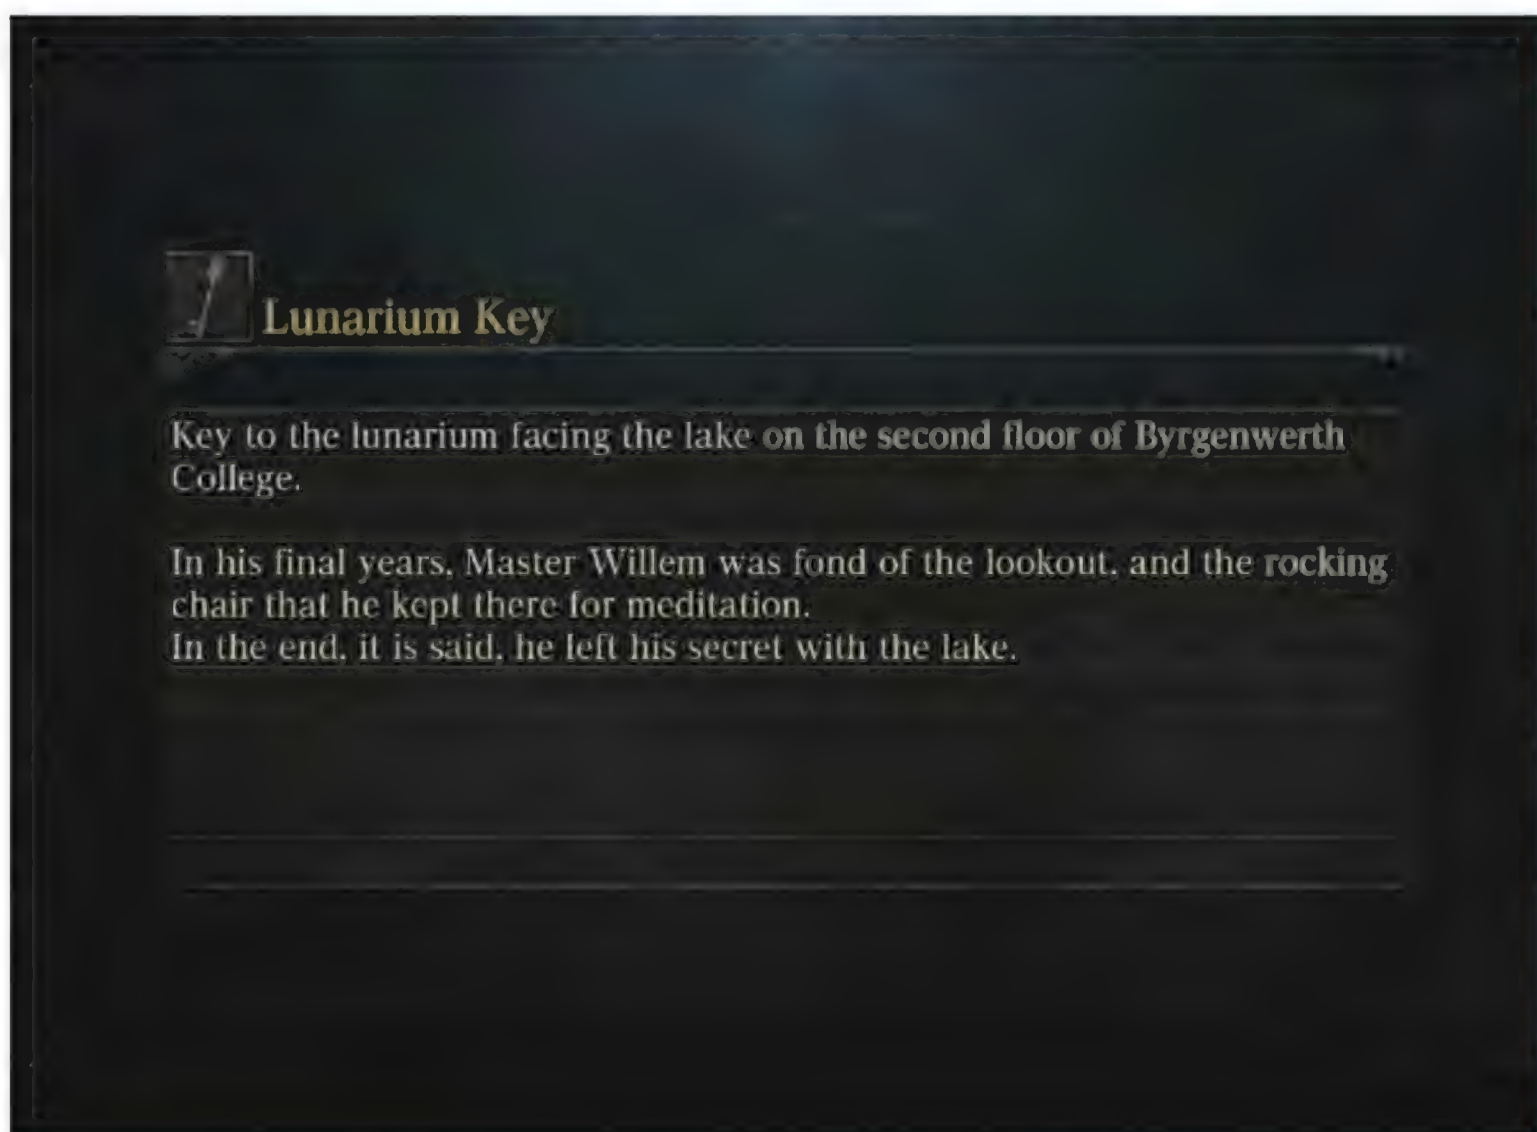 Lunarium Key
Key to the lunarium facing the lake on the second floor of Byrgenwerth
College.
In his final years, Master Willem was fond of the lookout, and the rocking
chair that he kept there for meditation.
In the end, it is said, he left his secret with the lake.